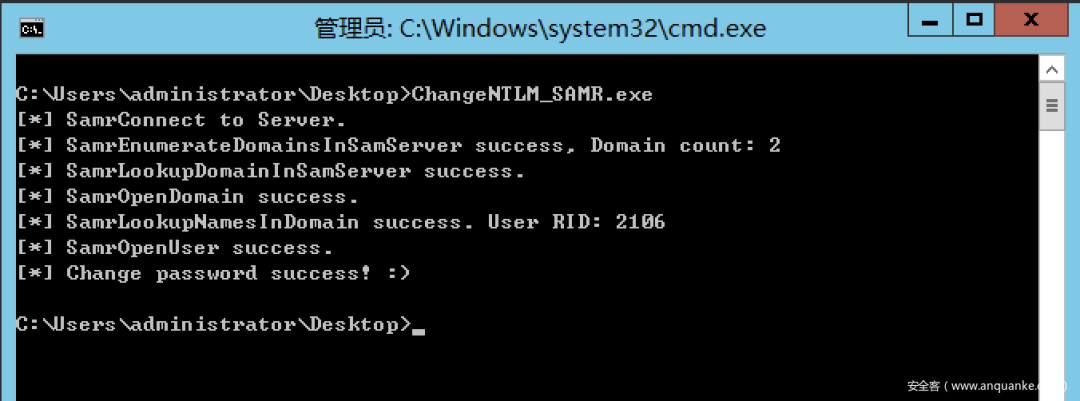 管理员: C:\Windows\system32\cmd.exe
C:\Users\administrator\Desktop>ChangeNTLM_SAMR.exe
[*] SamrConnect to Server.
[*] SamrEnumerateDomainsInSamServer success, Domain count: 2
[*] SamrLookupDomainInSamServer success.
[*] SamrOpenDomain success.
[*] SamrLookupNamesInDomain success. User RID: 2106
[*] SamrOpenUser success.
[*] Change password success! :)
C:\Users\administrator\Desktop>_
安全客（www.anquanke.